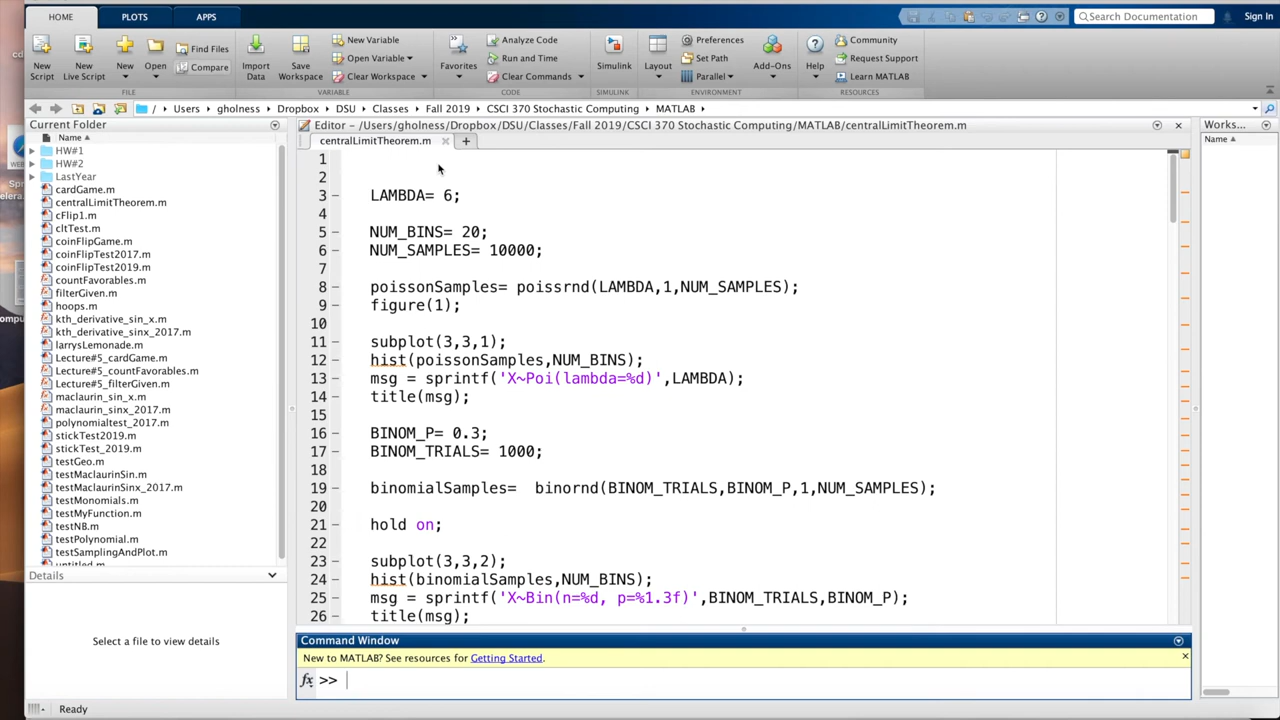 HOME PLOTS APPS Search Documentation Sign In
New Script New Live Script New Open Find Files Compare Import Data Save Workspace New Variable Open Variable Clear Workspace Favorites Analyze Code Run and Time Clear Commands Simulink Layout Preferences Set Path Parallel Add-Ons Help Community Request Support Learn MATLAB
FILE VARIABLE CODE SIMULINK ENVIRONMENT RESOURCES
/ Users gholness Dropbox DSU Classes Fall 2019 CSCI 370 Stochastic Computing MATLAB
Current Folder
Name
HW#1
HW#2
LastYear
cardGame.m
centralLimitTheorem.m
cFlip1.m
cltTest.m
coinFlipGame.m
coinFlipTest2017.m
coinFlipTest2019.m
countFavorables.m
filterGiven.m
hoops.m
kth_derivative_sin_x.m
kth_derivative_sinx_2017.m
larrysLemonade.m
Lecture#5_cardGame.m
Lecture#5_countFavorables.m
Lecture#5_filterGiven.m
maclaurin_sin_x.m
maclaurin_sinx_2017.m
polynomialtest_2017.m
stickTest2019.m
stickTest_2019.m
testGeo.m
testMaclaurinSin.m
testMaclaurinSinx_2017.m
testMonomials.m
testMyFunction.m
testNB.m
testPolynomial.m
testSamplingAndPlot.m
untitled.m
Details
Select a file to view details
Editor - /Users/gholness/Dropbox/DSU/Classes/Fall 2019/CSCI 370 Stochastic Computing/MATLAB/centralLimitTheorem.m
centralLimitTheorem.m
1
2
3 – LAMBDA= 6;
4
5 – NUM_BINS= 20;
6 – NUM_SAMPLES= 10000;
7
8 – poissonSamples= poissrnd(LAMBDA,1,NUM_SAMPLES);
9 – figure(1);
10
11 – subplot(3,3,1);
12 – hist(poissonSamples,NUM_BINS);
13 – msg = sprintf('X~Poi(lambda=%d)',LAMBDA);
14 – title(msg);
15
16 – BINOM_P= 0.3;
17 – BINOM_TRIALS= 1000;
18
19 – binomialSamples= binornd(BINOM_TRIALS,BINOM_P,1,NUM_SAMPLES);
20
21 – hold on;
22
23 – subplot(3,3,2);
24 – hist(binomialSamples,NUM_BINS);
25 – msg = sprintf('X~Bin(n=%d, p=%1.3f)',BINOM_TRIALS,BINOM_P);
26 – title(msg);
Command Window
New to MATLAB? See resources for Getting Started.
fx >>
Works...
Name
Ready